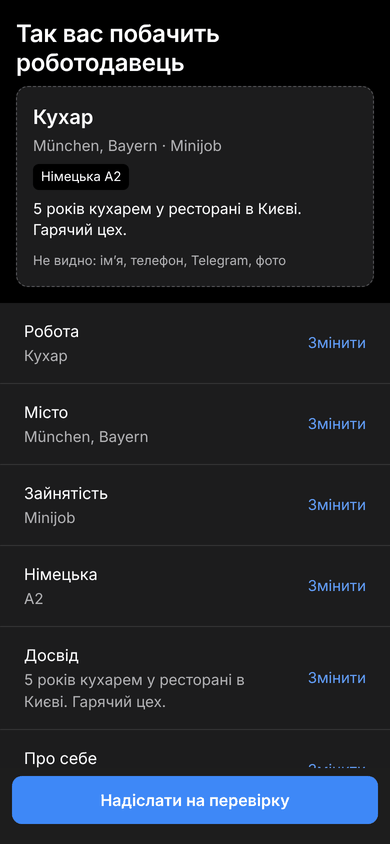 Так вас побачить
роботодавець
Кухар
München, Bayern · Minijob
Німецька A2
5 років кухарем у ресторані в Києві.
Гарячий цех.
Не видно: ім’я, телефон, Telegram, фото
Робота
Змінити
Кухар
Місто
Змінити
München, Bayern
Зайнятість
Змінити
Minijob
Німецька
Змінити
A2
Досвід
Змінити
5 років кухарем у ресторані в
Києві. Гарячий цех.
Про себе
Змінити
Надіслати на перевірку